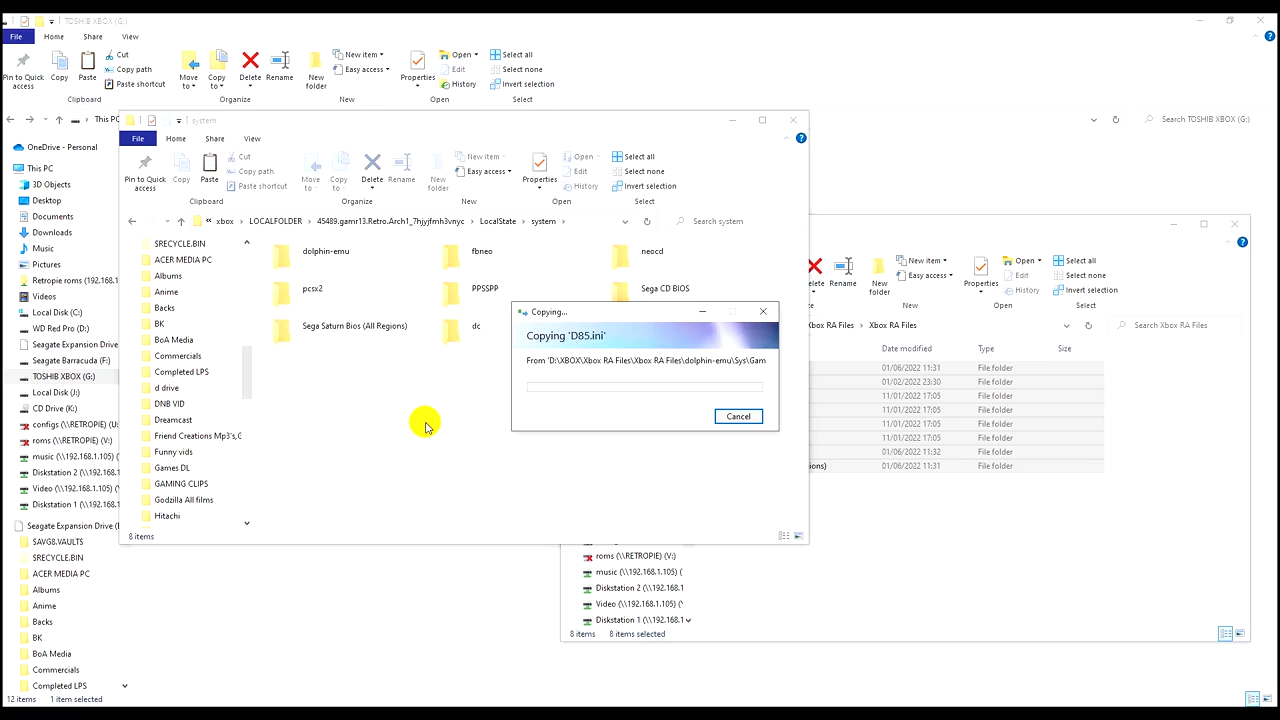 TOSHIB XBOX (G:)
File Home Share View
Pin to Quick access
Copy
Paste
Cut
Copy path
Paste shortcut
Move to
Copy to
Delete
Rename
New folder
New item
Easy access
Properties
Open
Edit
History
Select all
Select none
Invert selection
Clipboard
Organize
New
Open
Select
This PC
Search TOSHIB XBOX (G:)
OneDrive - Personal
This PC
3D Objects
Desktop
Documents
Downloads
Music
Pictures
Retropie roms (192.168.1
Videos
Local Disk (C:)
WD Red Pro (D:)
Seagate Expansion Drive
Seagate Barracuda (F:)
TOSHIB XBOX (G:)
Local Disk (J:)
CD Drive (K:)
configs (\\RETROPIE) (U:)
roms (\\RETROPIE) (V:)
music (\\192.168.1.105) (
Diskstation 2 (\\192.168.
Video (\\192.168.1.105) (
Diskstation 1 (\\192.168.
Seagate Expansion Drive (
SAVG8.VAULTS
SRECYCLE.BIN
ACER MEDIA PC
Albums
Anime
Backs
BK
BoA Media
Commercials
Completed LPS
12 items 1 item selected
system
File Home Share View
Pin to Quick access
Copy
Paste
Cut
Copy path
Paste shortcut
Move to
Copy to
Delete
Rename
New folder
New item
Easy access
Properties
Open
Edit
History
Select all
Select none
Invert selection
Clipboard
Organize
New
Open
Select
« xbox > LOCALFOLDER > 45489.gamr13.Retro.Arch1_7hjyjfmh3vnyc > LocalState > system >
Search system
SRECYCLE.BIN
ACER MEDIA PC
Albums
Anime
Backs
BK
BoA Media
Commercials
Completed LPS
d drive
DNB VID
Dreamcast
Friend Creations Mp3's,C
Funny vids
Games DL
GAMING CLIPS
Godzilla All films
Hitachi
dolphin-emu
fbneo
neocd
pcsx2
PPSSPP
Sega CD BIOS
Sega Saturn Bios (All Regions)
dc
8 items
Copying...
Copying 'D85.ini'
From 'D:\XBOX\Xbox RA Files\Xbox RA Files\dolphin-emu\Sys\Gam
Cancel
Rename
New folder
New item
Easy access
Properties
Open
Edit
History
Select all
Select none
Invert selection
New
Open
Select
box RA Files > Xbox RA Files
Search Xbox RA Files
Date modified Type Size
01/06/2022 11:31 File folder
01/02/2022 23:30 File folder
11/01/2022 17:05 File folder
11/01/2022 17:05 File folder
11/01/2022 17:05 File folder
11/01/2022 17:05 File folder
01/06/2022 11:32 File folder
ions) 01/06/2022 11:31 File folder
roms (\\RETROPIE) (V:)
music (\\192.168.1.105) (
Diskstation 2 (\\192.168.1
Video (\\192.168.1.105) (
Diskstation 1 (\\192.168.1
8 items 8 items selected